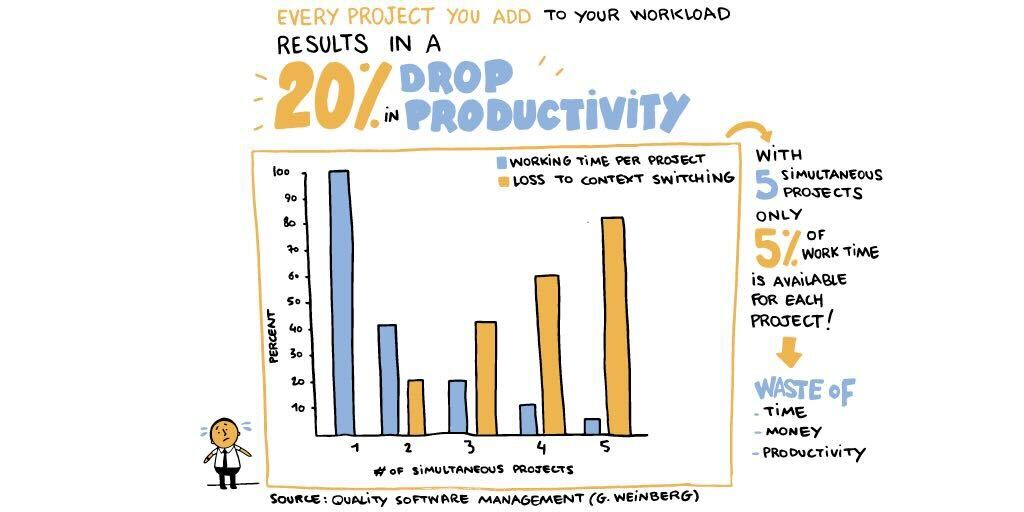 EVERY PROJECT YOU ADD TO YOUR WORKLOAD
RESULTS IN A
20% DROP
IN PRODUCTIVITY
WORKING TIME PER PROJECT
LOSS TO CONTEXT SWITCHING
100
90
80
70
60
50
40
30
20
10
PERCENT
1 2 3 4 5
# OF SIMULTANEOUS PROJECTS
SOURCE: QUALITY SOFTWARE MANAGEMENT (G. WEINBERG)
WITH
5 SIMULTANEOUS
PROJECTS
ONLY
5% OF
WORK TIME
IS AVAILABLE
FOR EACH
PROJECT!
WASTE OF
- TIME
- MONEY
- PRODUCTIVITY